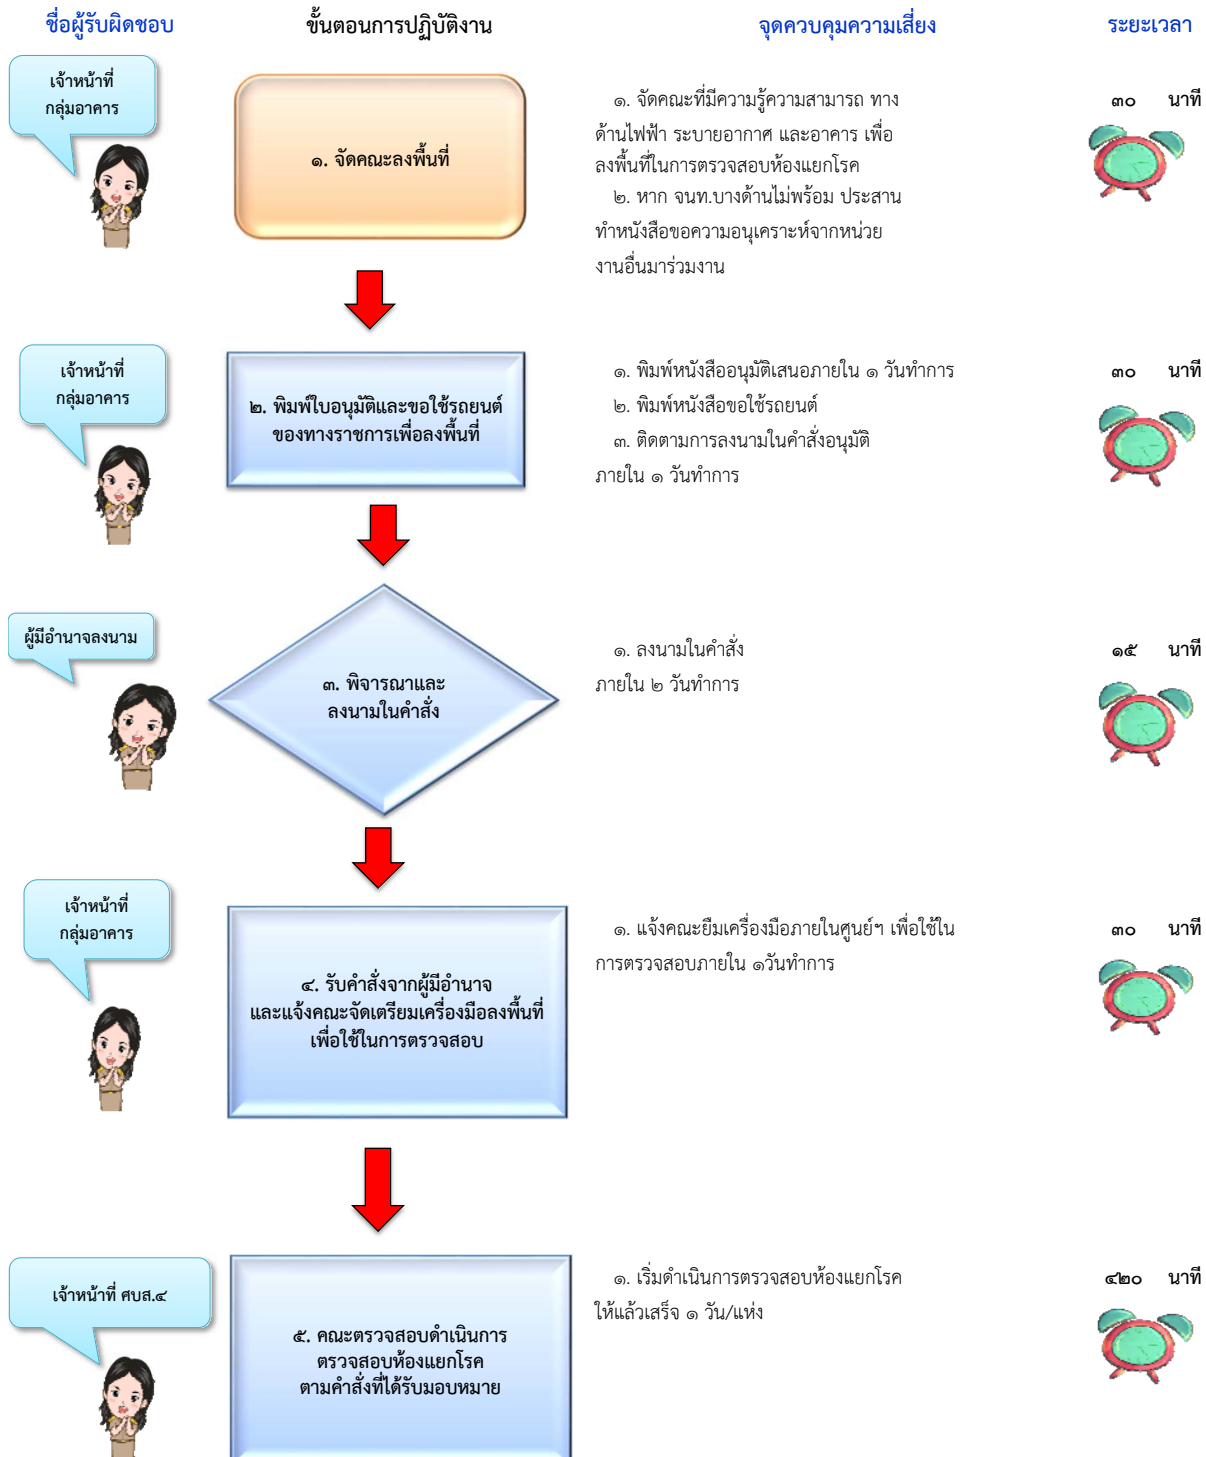 ชื่อผู้รับผิดชอบ
ขั้นตอนการปฏิบัติงาน
จุดควบคุมความเสี่ยง
ระยะเวลา
เจ้าหน้าที่
กลุ่มอาคาร
๑. จัดคณะลงพื้นที่
๑. จัดคณะที่มีความรู้ความสามารถ ทาง
ด้านไฟฟ้า ระบายอากาศ และอาคาร เพื่อ
ลงพื้นที่ในการตรวจสอบห้องแยกโรค
๒. หาก จนท.บางด้านไม่พร้อม ประสาน
ทำหนังสือขอความอนุเคราะห์จากหน่วย
งานอื่นมาร่วมงาน
๓๐ นาที
เจ้าหน้าที่
กลุ่มอาคาร
๒. พิมพ์ใบอนุมัติและขอใช้รถยนต์
ของทางราชการเพื่อลงพื้นที่
๑. พิมพ์หนังสืออนุมัติเสนอภายใน ๑ วันทำการ
๒. พิมพ์หนังสือขอใช้รถยนต์
๓. ติดตามการลงนามในคำสั่งอนุมัติ
ภายใน ๑ วันทำการ
๓๐ นาที
ผู้มีอำนาจลงนาม
๓. พิจารณาและ
ลงนามในคำสั่ง
๑. ลงนามในคำสั่ง
ภายใน ๒ วันทำการ
๑๕ นาที
เจ้าหน้าที่
กลุ่มอาคาร
๔. รับคำสั่งจากผู้มีอำนาจ
และแจ้งคณะจัดเตรียมเครื่องมือลงพื้นที่
เพื่อใช้ในการตรวจสอบ
๑. แจ้งคณะยืมเครื่องมือภายในศูนย์ฯ เพื่อใช้ใน
การตรวจสอบภายใน ๑วันทำการ
๓๐ นาที
เจ้าหน้าที่ ศบส.๔
๕. คณะตรวจสอบดำเนินการ
ตรวจสอบห้องแยกโรค
ตามคำสั่งที่ได้รับมอบหมาย
๑. เริ่มดำเนินการตรวจสอบห้องแยกโรค
ให้แล้วเสร็จ ๑ วัน/แห่ง
๔๒๐ นาที